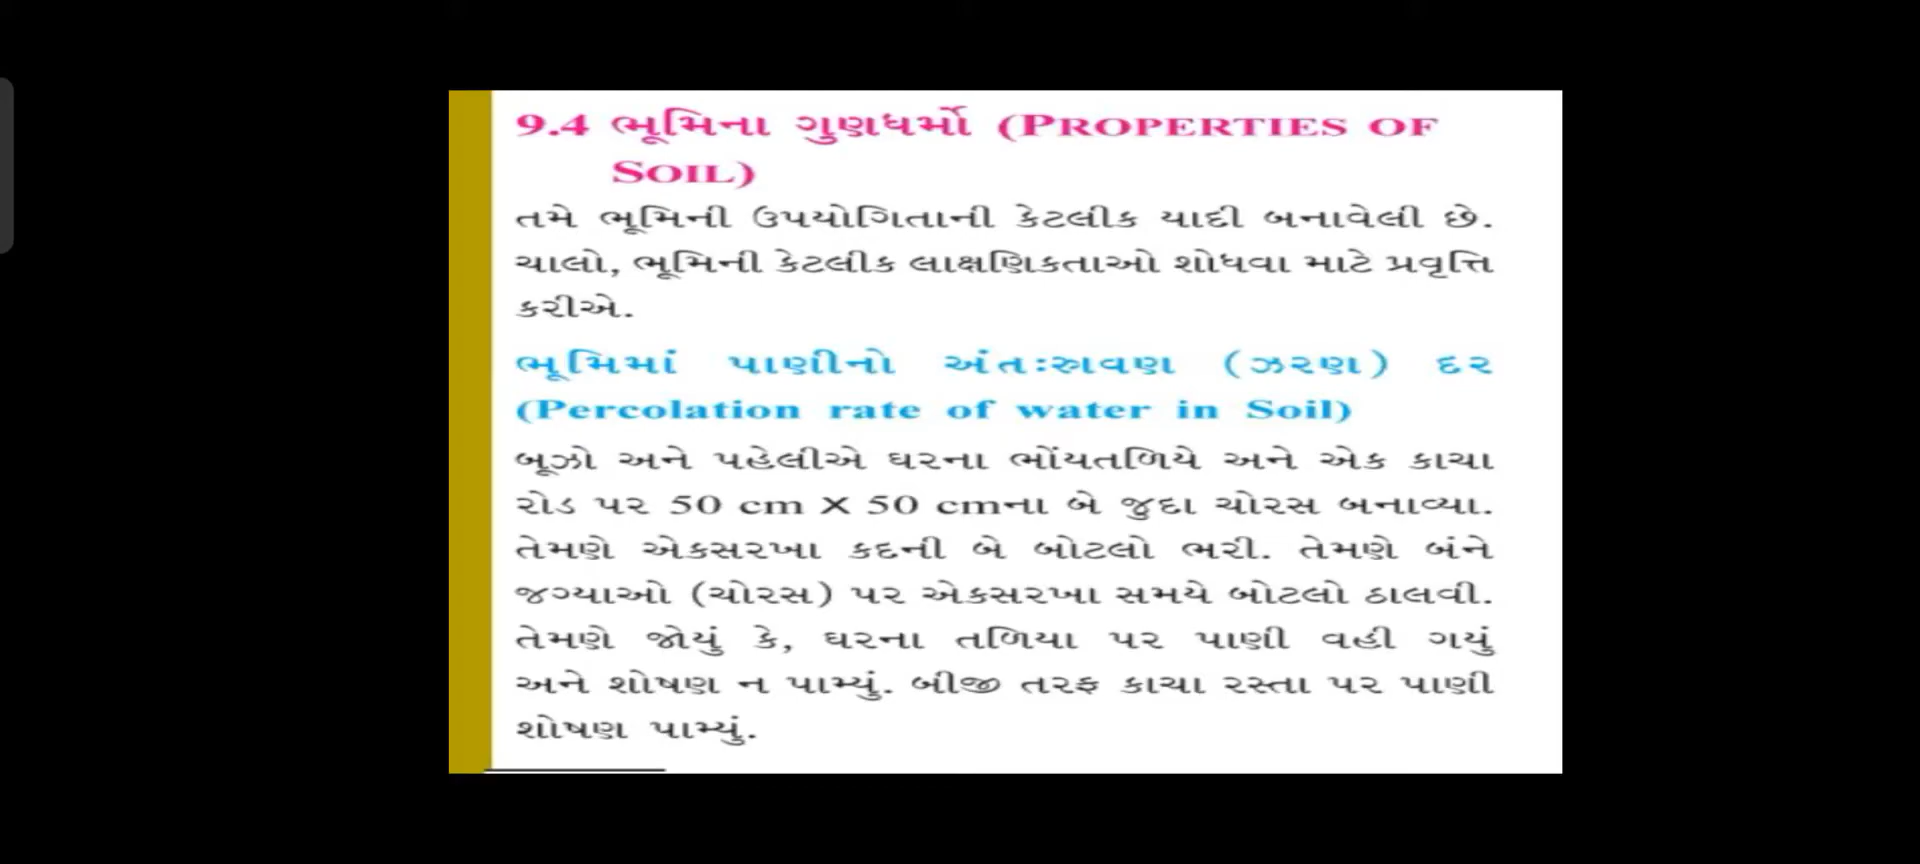 9.4 ભૂમિના ગુણધર્મો (PROPERTIES OF
SOIL)
તમે ભૂમિની ઉપયોગિતાની કેટલીક યાદી બનાવેલી છે.
ચાલો, ભૂમિની કેટલીક લાક્ષણિકતાઓ શોધવા માટે પ્રવૃત્તિ
કરીએ.
ભૂમિમાં પાણીનો અંતઃસ્રાવણ (ઝરણ) દર
(Percolation rate of water in Soil)
બૂઝો અને પહેલીએ ઘરના ભોંયતળિયે અને એક કાચા
રોડ પર 50 cm X 50 cmના બે જુદા ચોરસ બનાવ્યા.
તેમણે એકસરખા કદની બે બોટલો ભરી. તેમણે બંને
જગ્યાઓ (ચોરસ) પર એકસરખા સમયે બોટલો ઠાલવી.
તેમણે જોયું કે, ઘરના તળિયા પર પાણી વહી ગયું
અને શોષણ ન પામ્યું. બીજી તરફ કાચા રસ્તા પર પાણી
શોષણ પામ્યું.